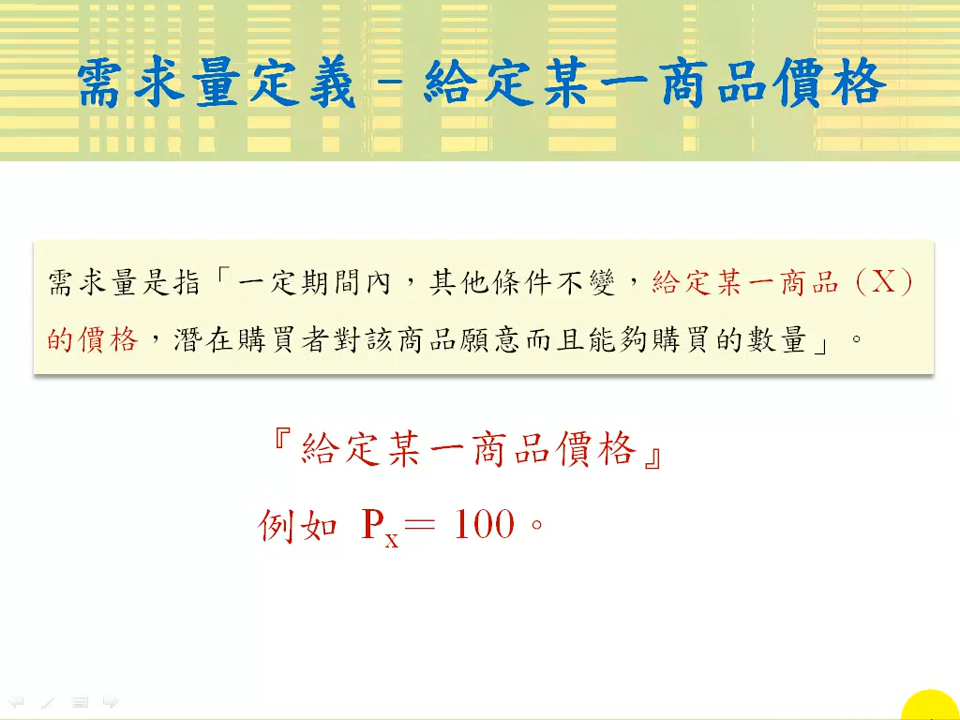 需求量定義–給定某一商品價格
需求量是指「一定期間內，其他條件不變，給定某一商品（X）
的價格，潛在購買者對該商品願意而且能夠購買的數量」。
『給定某一商品價格』
例如 Px＝ 100。